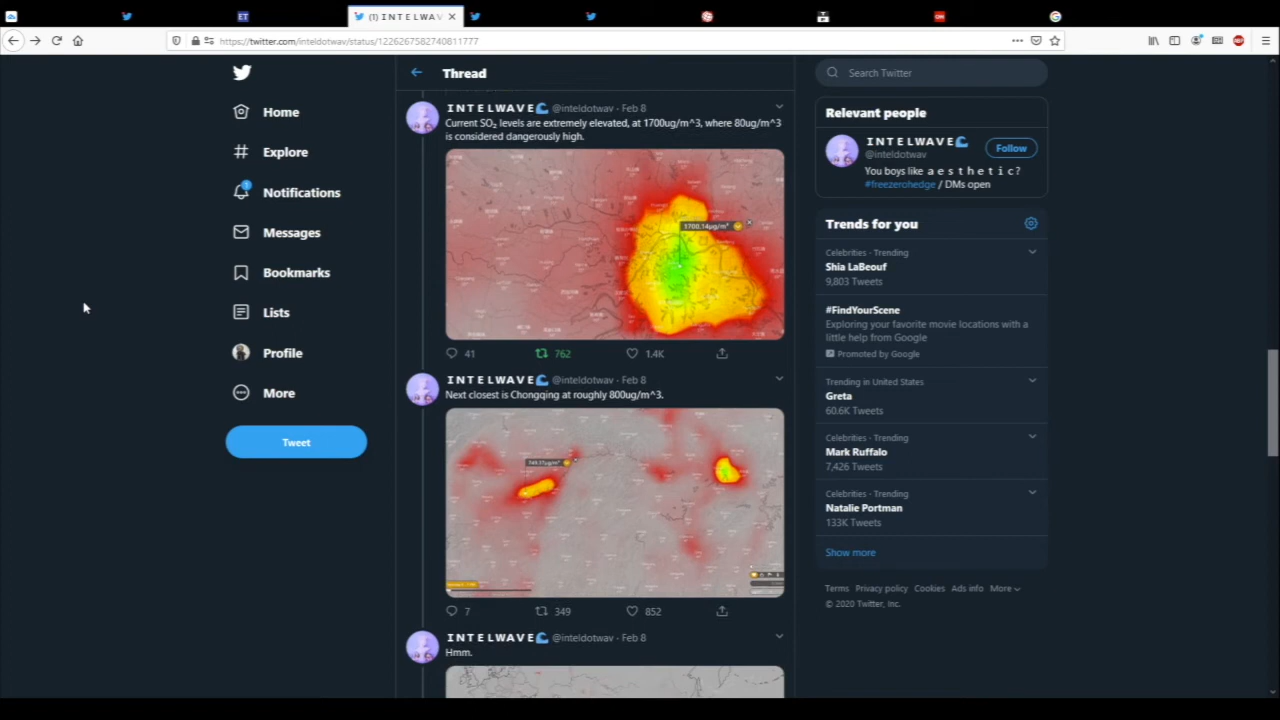 ET
(1) I N T E L W A V
https://twitter.com/inteldotwav/status/1226267582740811777
Home
Explore
1
Notifications
Messages
Bookmarks
Lists
Profile
More
Tweet
Thread
I N T E L W A V E🌊 @inteldotwav · Feb 8
Current SO₂ levels are extremely elevated, at 1700ug/m^3, where 80ug/m^3
is considered dangerously high.
1700.14µg/m³
41 762 1.4K
I N T E L W A V E🌊 @inteldotwav · Feb 8
Next closest is Chongqing at roughly 800ug/m^3.
7 349 852
I N T E L W A V E🌊 @inteldotwav · Feb 8
Hmm.
Search Twitter
Relevant people
I N T E L W A V E🌊
@inteldotwav
Follow
You boys like a e s t h e t i c ?
#freezerohedge / DMs open
Trends for you
Celebrities · Trending
Shia LaBeouf
9,803 Tweets
#FindYourScene
Exploring your favorite movie locations with a
little help from Google
Promoted by Google
Trending in United States
Greta
60.6K Tweets
Celebrities · Trending
Mark Ruffalo
7,426 Tweets
Celebrities · Trending
Natalie Portman
133K Tweets
Show more
Terms Privacy policy Cookies Ads info More
© 2020 Twitter, Inc.